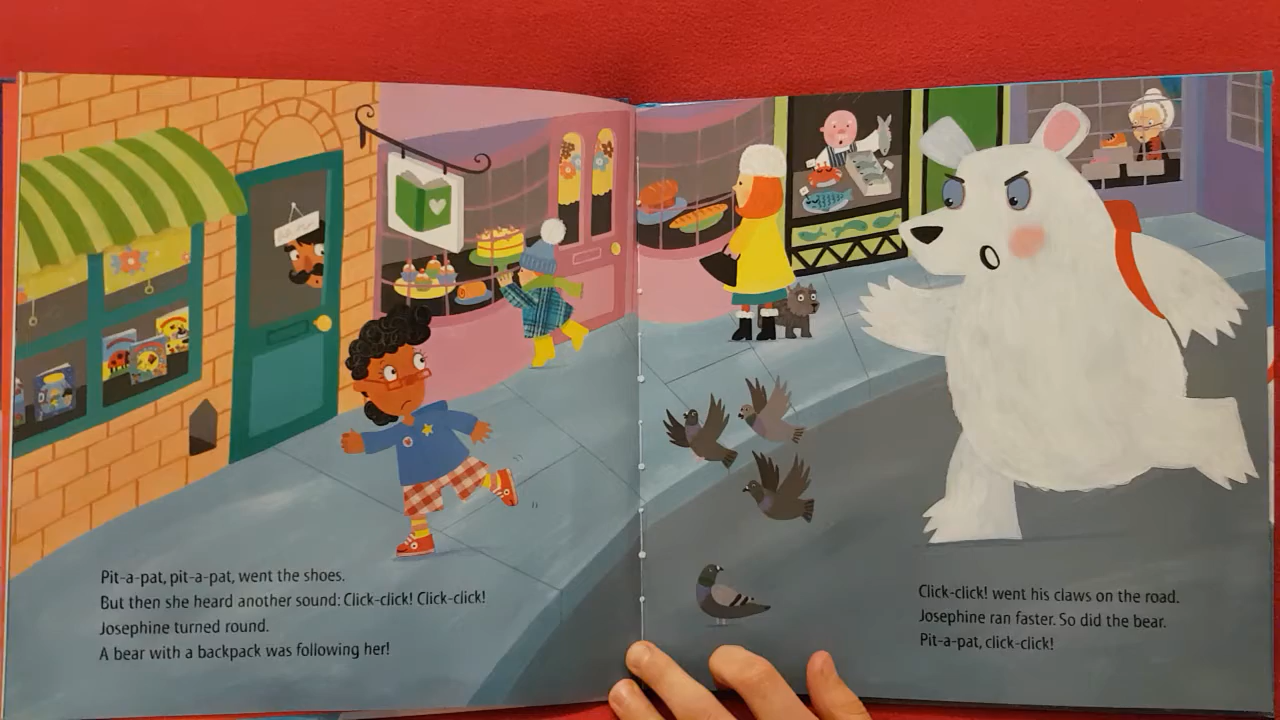 Pit-a-pat, pit-a-pat, went the shoes.
But then she heard another sound: Click-click! Click-click!
Josephine turned round.
A bear with a backpack was following her!
Click-click! went his claws on the road.
Josephine ran faster. So did the bear.
Pit-a-pat, click-click!